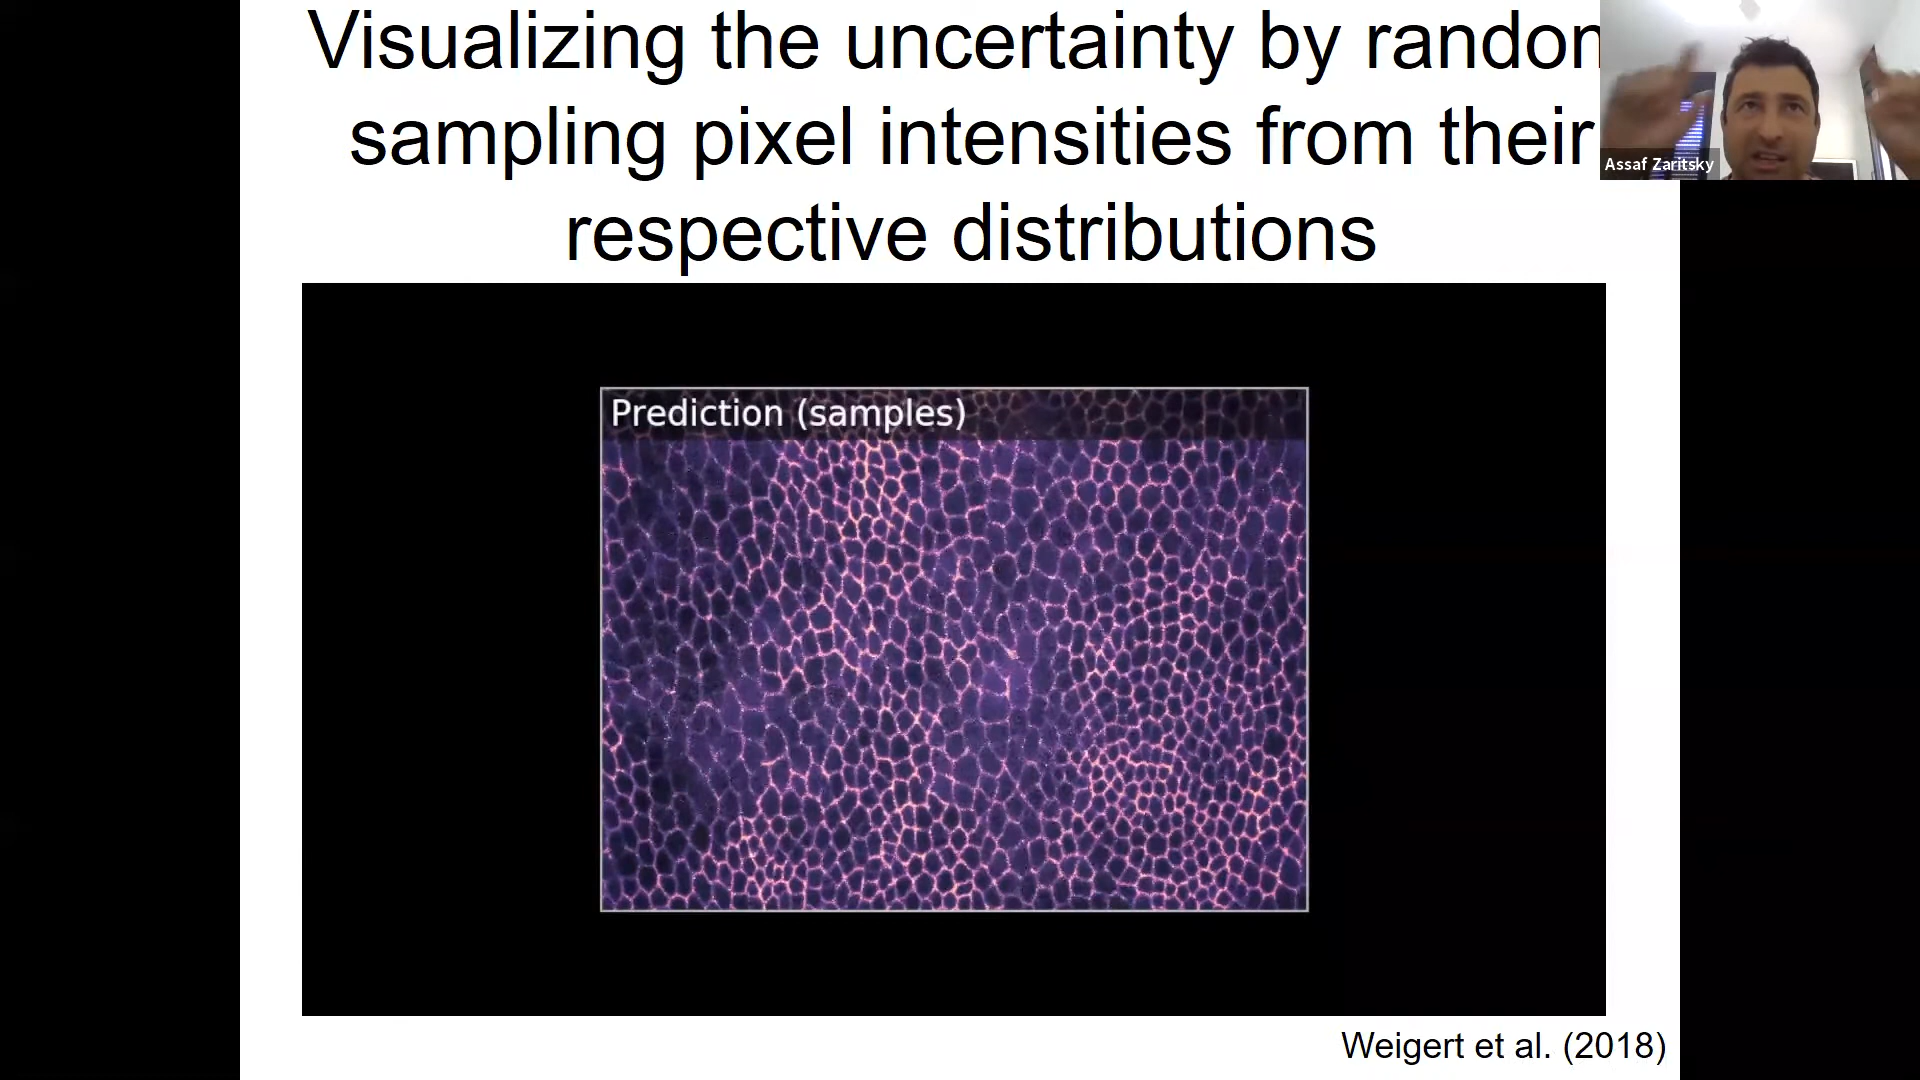 Visualizing the uncertainty by random
sampling pixel intensities from their
respective distributions
Assaf Zaritsky
Prediction (samples)
Weigert et al. (2018)